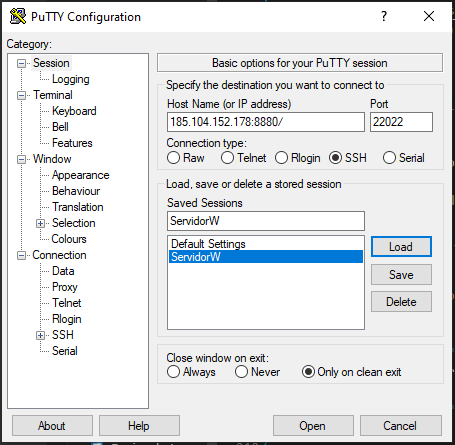 PuTTY Configuration
?
Category:
Session
Logging
Terminal
Keyboard
Bell
Features
Window
Appearance
Behaviour
Translation
Selection
Colours
Connection
Data
Proxy
Telnet
Rlogin
SSH
Serial
Basic options for your PuTTY session
Specify the destination you want to connect to
Host Name (or IP address) Port
185.104.152.178:8880/ 22022
Connection type:
Raw Telnet Rlogin SSH Serial
Load, save or delete a stored session
Saved Sessions
ServidorW
Default Settings
ServidorW
Load
Save
Delete
Close window on exit:
Always Never Only on clean exit
About Help Open Cancel